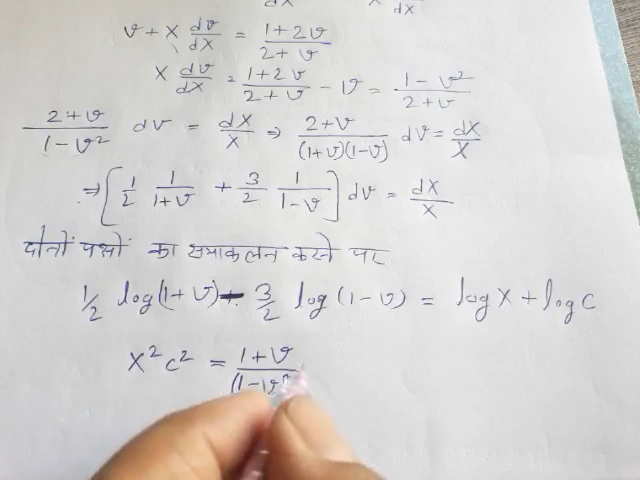 dx dx
v + X dv/dX = 1+2v/2+v
X dv/dX = 1+2v/2+v - v = 1-v²/2+v
2+v/1-v² dv = dX/X ⇒ 2+v/(1+v)(1-v) dv = dX/X
⇒ [1/2 1/1+v + 3/2 1/1-v] dv = dX/X
दोनों पक्षों का समाकलन करने पर
1/2 log(1+v) - 3/2 log(1-v) = log X + log C
X²c² = 1+v/(1-v)